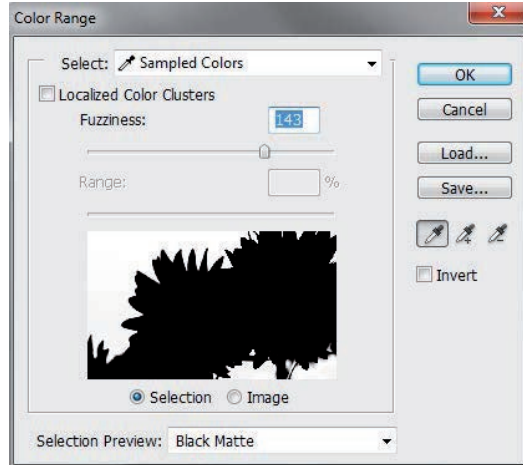 Color Range
Select: Sampled Colors
OK
Localized Color Clusters
Cancel
Fuzziness: 143
Load...
Range: %
Save...
Invert
Selection Image
Selection Preview: Black Matte